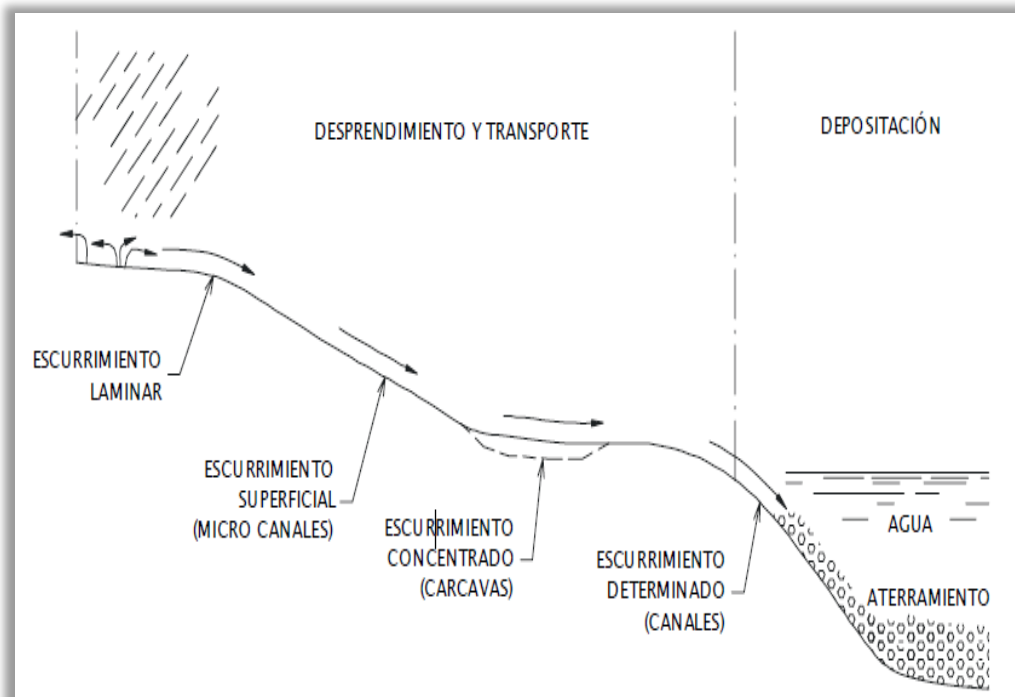 DESPRENDIMIENTO Y TRANSPORTE
DEPOSITACIÓN
ESCURRIMIENTO
LAMINAR
ESCURRIMIENTO
SUPERFICIAL
(MICRO CANALES)
ESCURRIMIENTO
CONCENTRADO
(CARCAVAS)
ESCURRIMIENTO
DETERMINADO
(CANALES)
AGUA
ATERRAMIENTO